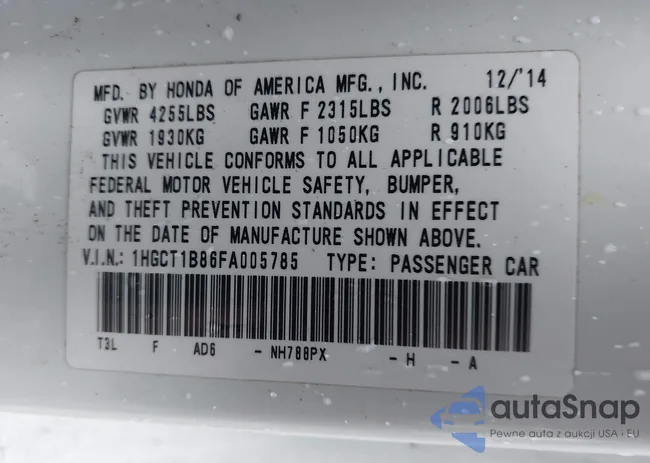 MFD. BY HONDA OF AMERICA MFG., INC. 12/'14
GVWR 4255LBS GAWR F 2315LBS R 2006LBS
GVWR 1930KG GAWR F 1050KG R 910KG
THIS VEHICLE CONFORMS TO ALL APPLICABLE
FEDERAL MOTOR VEHICLE SAFETY, BUMPER,
AND THEFT PREVENTION STANDARDS IN EFFECT
ON THE DATE OF MANUFACTURE SHOWN ABOVE.
V.I.N.: 1HGCT1B86FA005785 TYPE: PASSENGER CAR
T3L F AD6 - NH788PX - H - A
autaSnap
Pewne auta z aukcji USA i EU